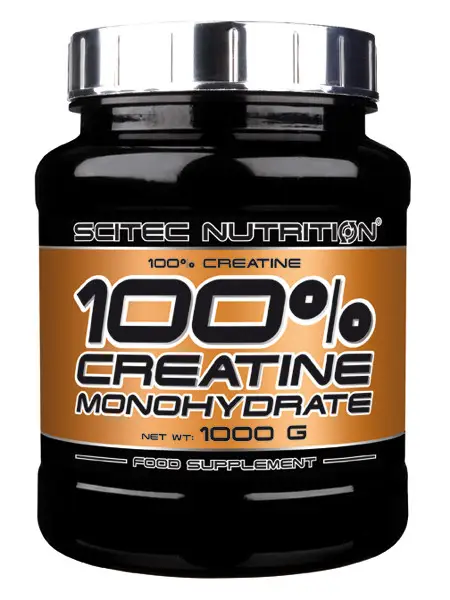 SCITEC NUTRITION®
100% CREATINE
100%
CREATINE
MONOHYDRATE
NET WT: 1000 G
FOOD SUPPLEMENT